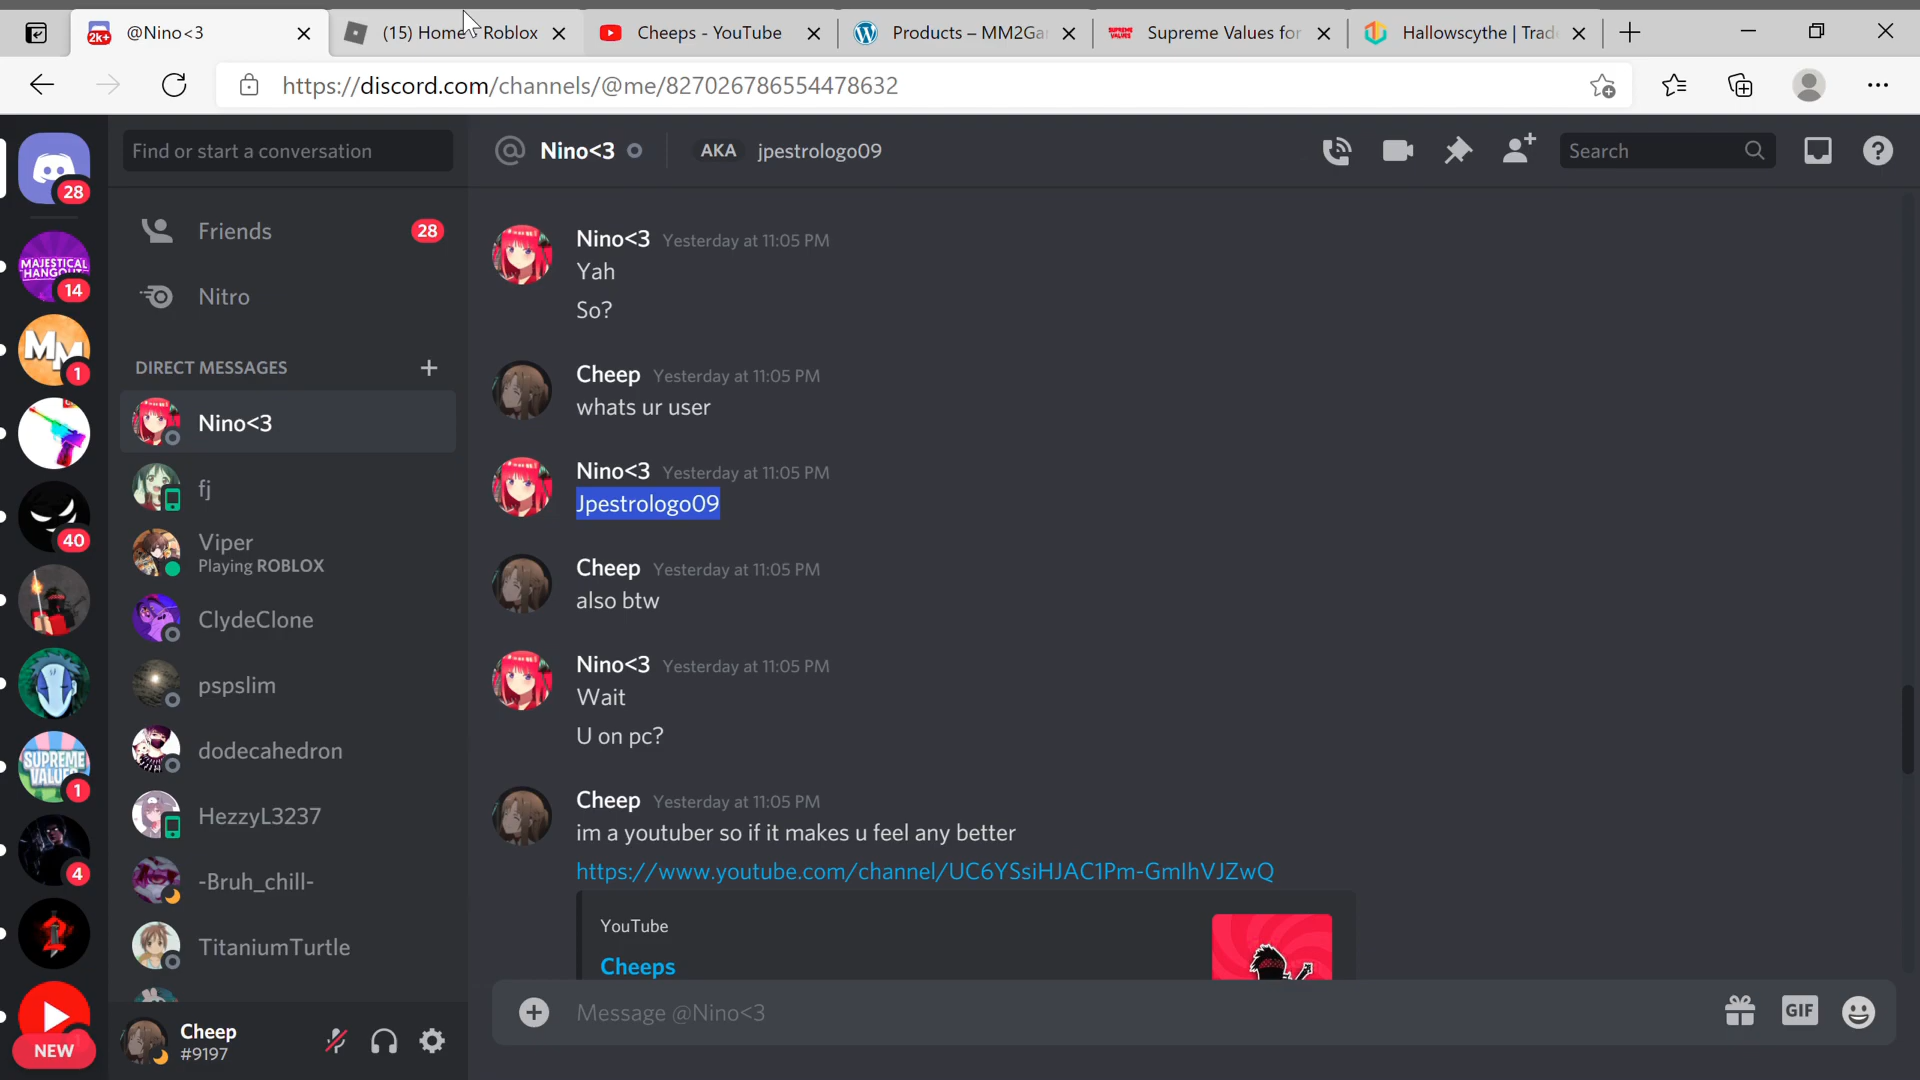 @Nino<3
(15) Home - Roblox
Cheeps - YouTube
Products – MM2Ga
Supreme Values for
Hallowscythe | Trad
2k+
https://discord.com/channels/@me/827026786554478632
Find or start a conversation
Nino<3
AKA
jpestrologo09
Search
28
Friends
28
MAJESTICAL
HANGOUT
14
Nitro
MM
1
DIRECT MESSAGES
Nino<3
fj
40
Viper
Playing ROBLOX
ClydeClone
pspslim
dodecahedron
SUPREME
VALUES
1
HezzyL3237
4
-Bruh_chill-
TitaniumTurtle
NEW
Cheep
#9197
Nino<3 Yesterday at 11:05 PM
Yah
So?
Cheep Yesterday at 11:05 PM
whats ur user
Nino<3 Yesterday at 11:05 PM
Jpestrologo09
Cheep Yesterday at 11:05 PM
also btw
Nino<3 Yesterday at 11:05 PM
Wait
U on pc?
Cheep Yesterday at 11:05 PM
im a youtuber so if it makes u feel any better
https://www.youtube.com/channel/UC6YSsiHJAC1Pm-GmIhVJZwQ
YouTube
Cheeps
Message @Nino<3
GIF